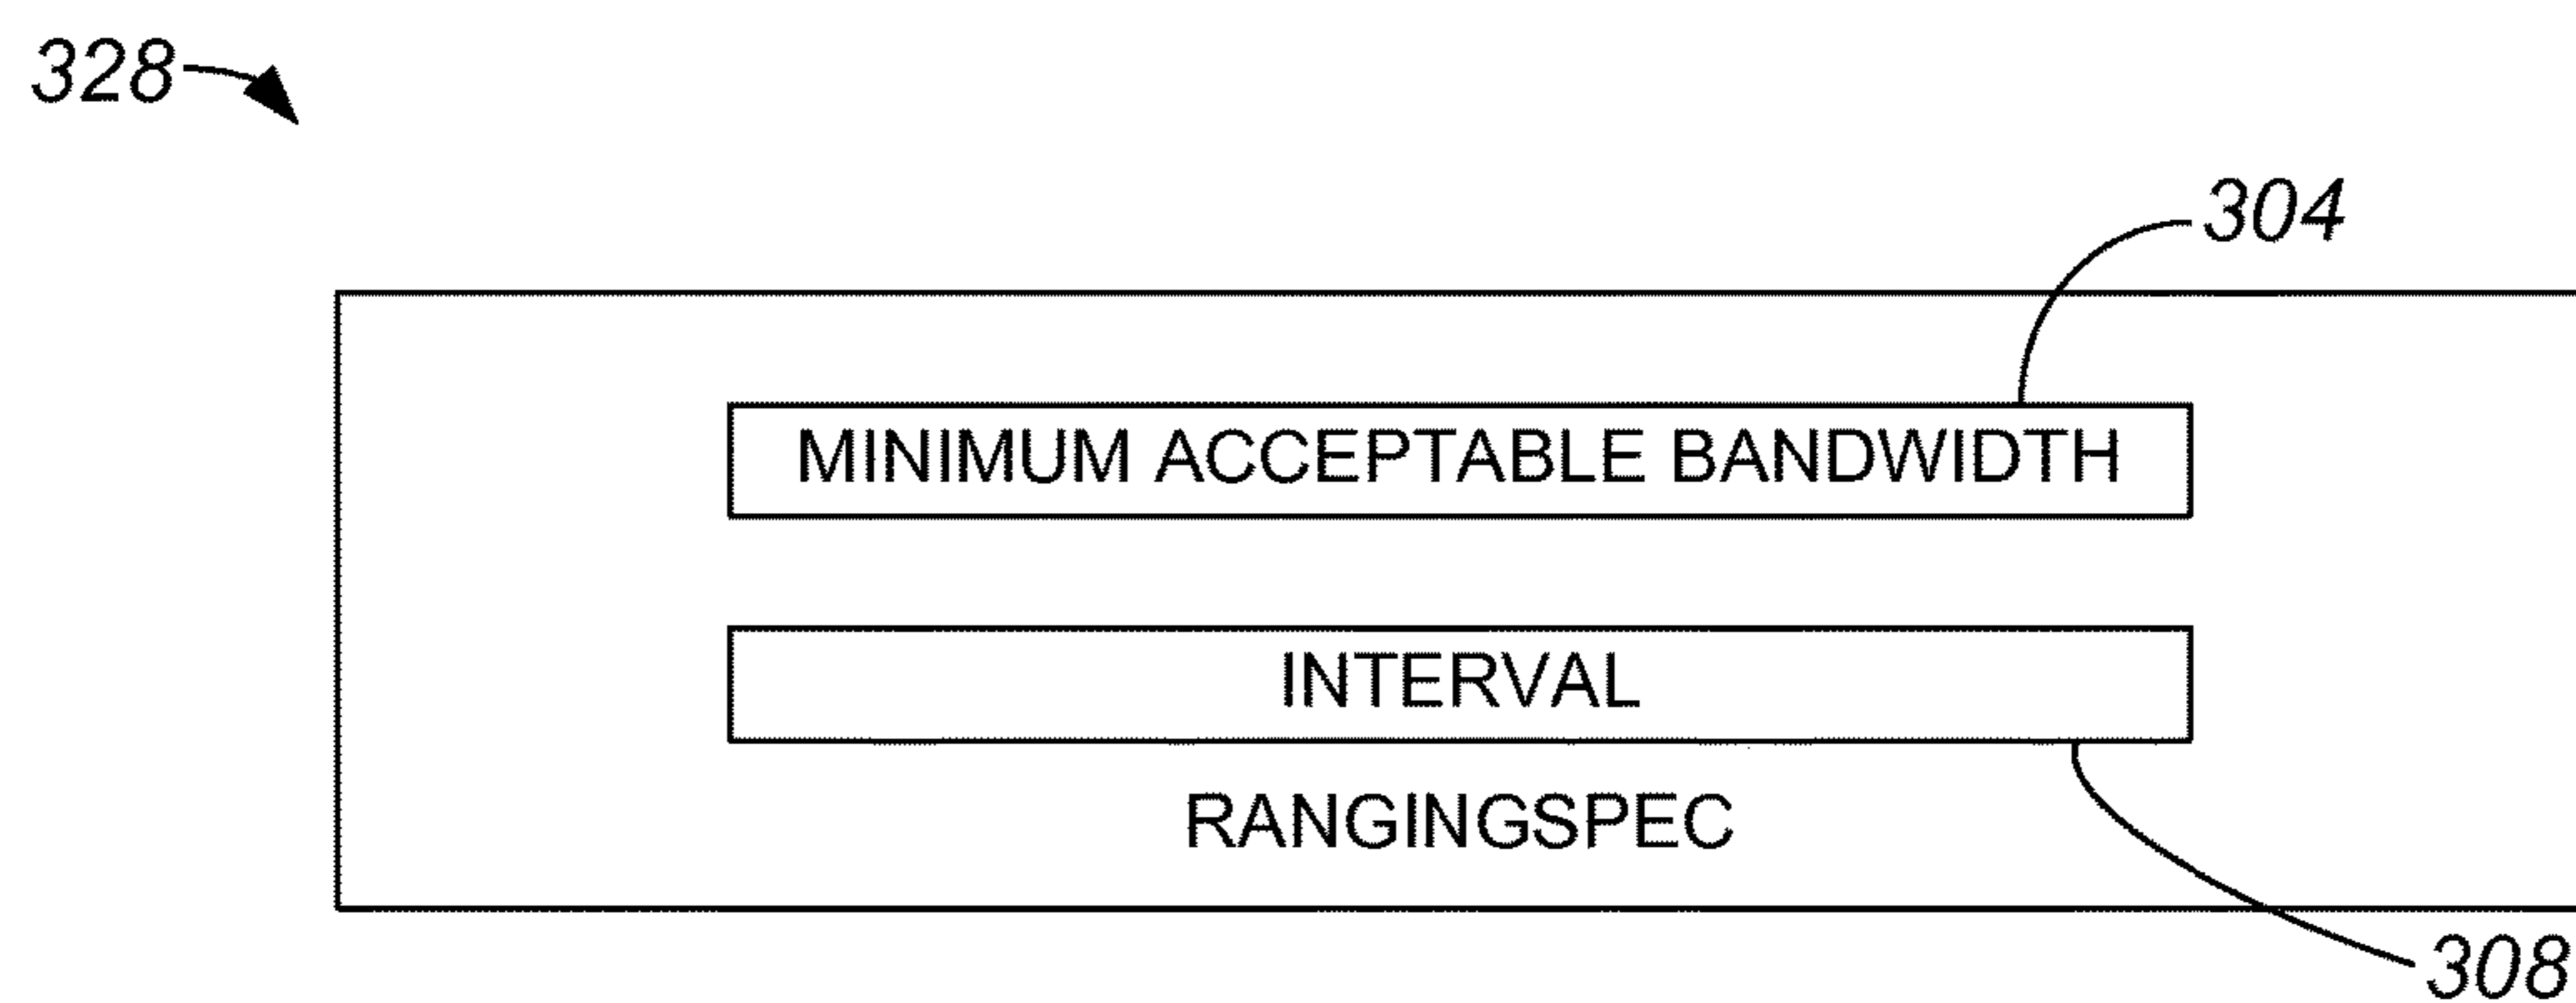 328
304
MINIMUM ACCEPTABLE BANDWIDTH
INTERVAL
RANGINGSPEC
308